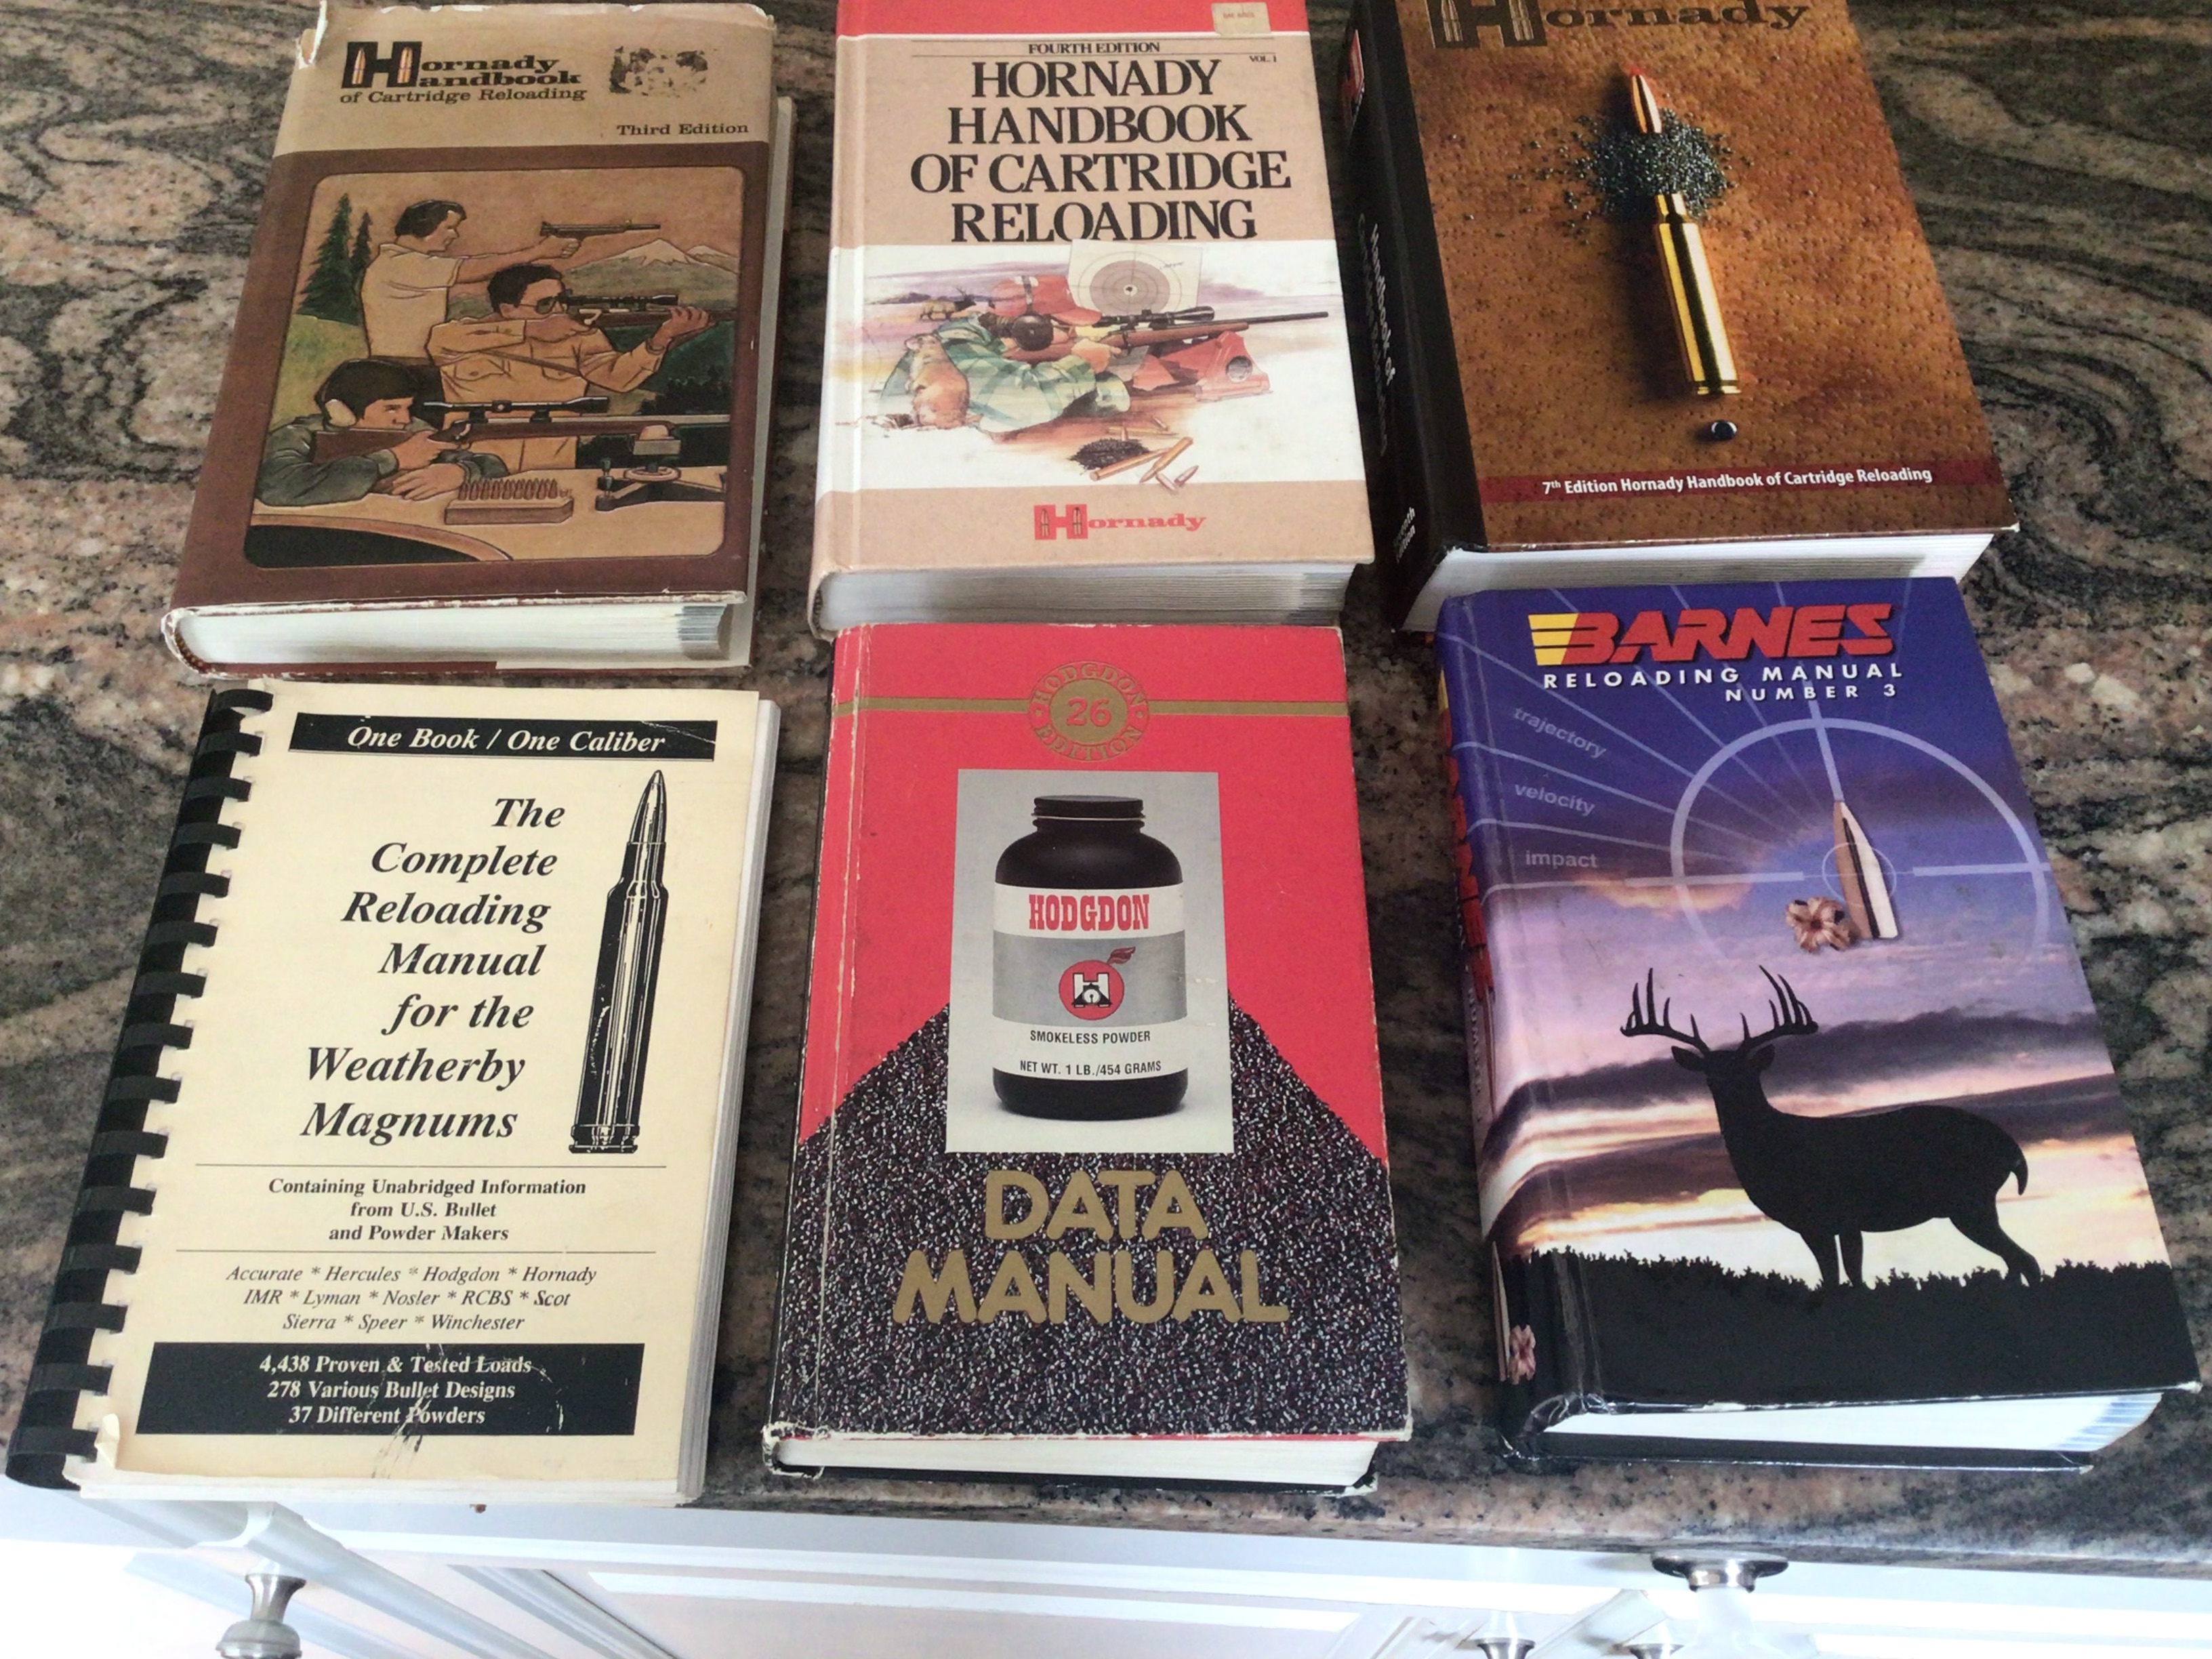 Hornady
Handbook
of Cartridge Reloading
Third Edition
FOURTH EDITION
VOL. I
HORNADY
HANDBOOK
OF CARTRIDGE
RELOADING
Hornady
Hornady
7th Edition Hornady Handbook of Cartridge Reloading
Handbook of
One Book / One Caliber
The
Complete
Reloading
Manual
for the
Weatherby
Magnums
Containing Unabridged Information
from U.S. Bullet
and Powder Makers
Accurate * Hercules * Hodgdon * Hornady
IMR * Lyman * Nosler * RCBS * Scot
Sierra * Speer * Winchester
4,438 Proven & Tested Loads
278 Various Bullet Designs
37 Different Powders
HODGDON
26
EDITION
HODGDON
H
SMOKELESS POWDER
NET WT. 1 LB./454 GRAMS
DATA
MANUAL
BARNES
RELOADING MANUAL
NUMBER 3
trajectory
velocity
impact